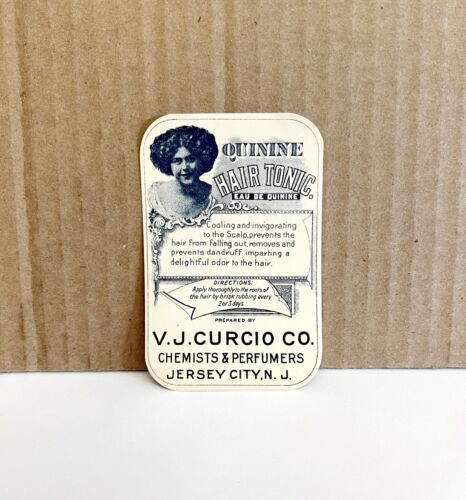 QUININE
HAIR TONIC.
EAU DE QUININE
Cooling and invigorating
to the Scalp, prevents the
hair from falling out, removes and
prevents dandruff imparting a
delightful odor to the hair.
DIRECTIONS:
Apply thoroughly to the roots of
the hair by brisk rubbing every
2 or 3 days
PREPARED BY
V. J. CURCIO CO.
CHEMISTS & PERFUMERS
JERSEY CITY, N. J.